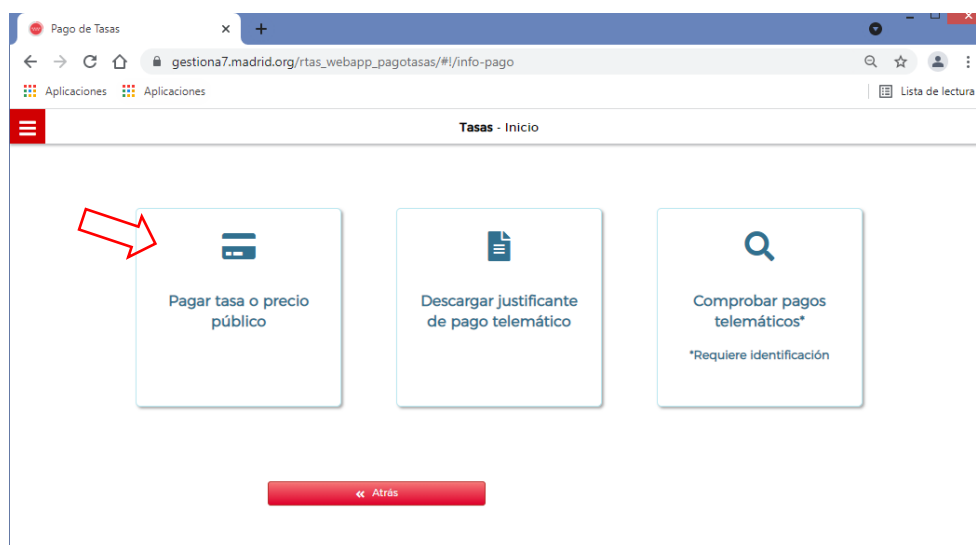 Pago de Tasas
gestiona7.madrid.org/rtas_webapp_pagotasas/#!/info-pago
Aplicaciones Aplicaciones Lista de lectura
Tasas - Inicio
Pagar tasa o precio
público
Descargar justificante
de pago telemático
Comprobar pagos
telemáticos*
*Requiere identificación
« Atrás